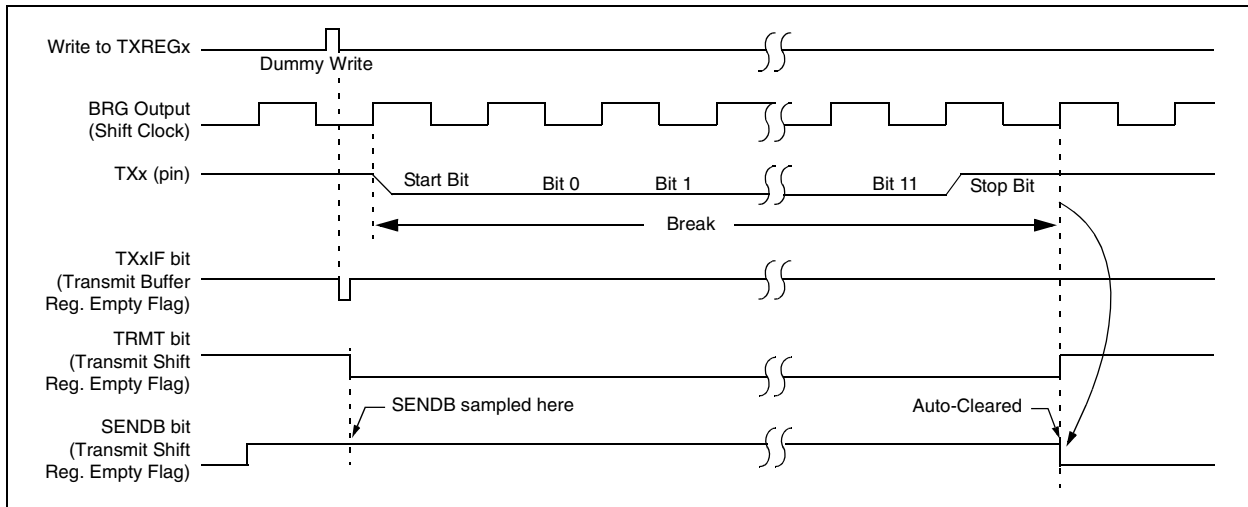 Write to TXREGx
Dummy Write
BRG Output
(Shift Clock)
TXx (pin)
Start Bit
Bit 0
Bit 1
Bit 11
Stop Bit
Break
TXxIF bit
(Transmit Buffer
Reg. Empty Flag)
TRMT bit
(Transmit Shift
Reg. Empty Flag)
SENDB sampled here
Auto-Cleared
SENDB bit
(Transmit Shift
Reg. Empty Flag)